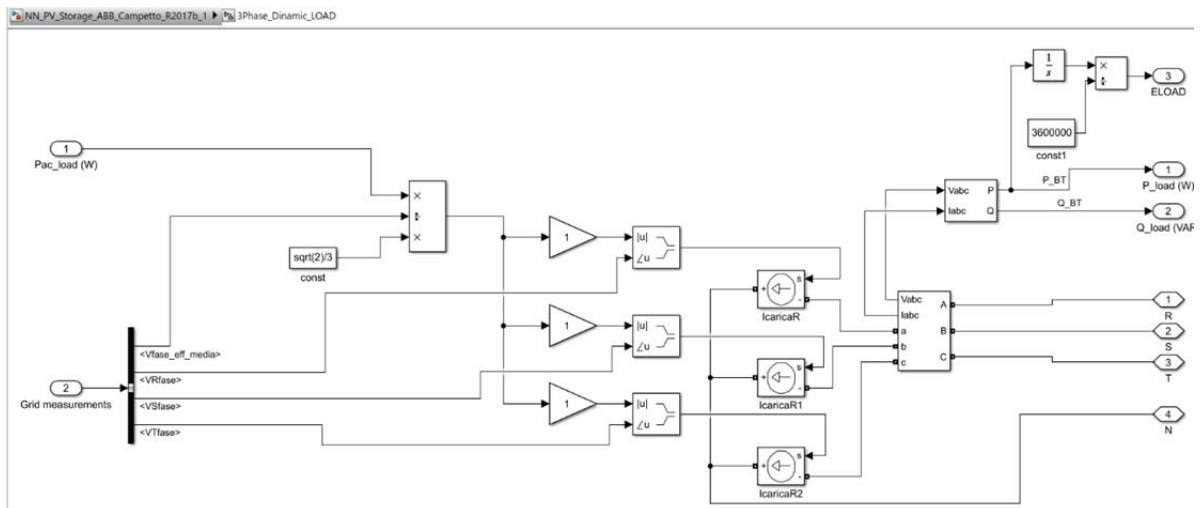 NN_PV_Storage_ABB_Campetto_R2017b_1 ▶ 3Phase_Dinamic_LOAD
1
s
×
÷
3
ELOAD
3600000
const1
1
Pac_load (W)
×
÷
×
sqrt(2)/3
const
Vabc
Iabc
P
Q
P_BT
Q_BT
1
P_load (W)
2
Q_load (VAR
1
|u|
∠u
s
+
-
IcaricaR
1
|u|
∠u
s
+
-
IcaricaR1
1
|u|
∠u
s
+
-
IcaricaR2
Vabc
Iabc
a
b
c
A
B
C
1
R
2
S
3
T
4
N
2
Grid measurements
<Vfase_eff_media>
<VRfase>
<VSfase>
<VTfase>